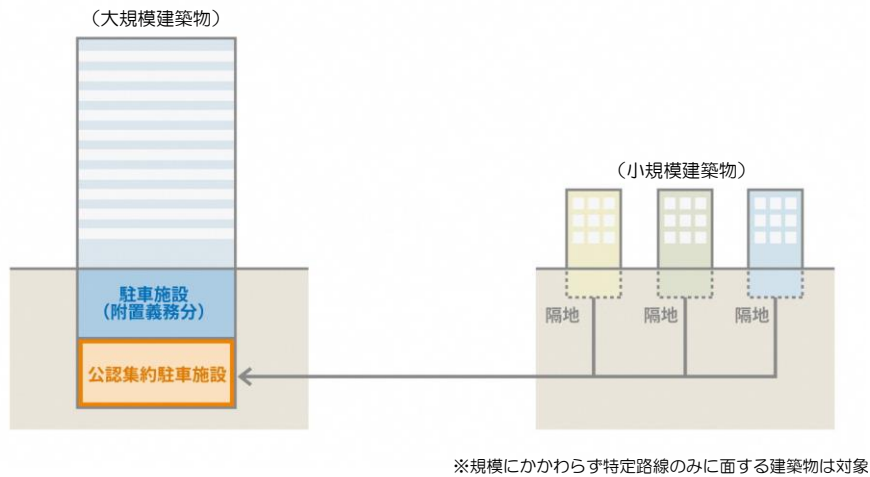 （大規模建築物）
（小規模建築物）
駐車施設
（附置義務分）
隔地
隔地
隔地
公認集約駐車施設
※規模にかかわらず特定路線のみに面する建築物は対象